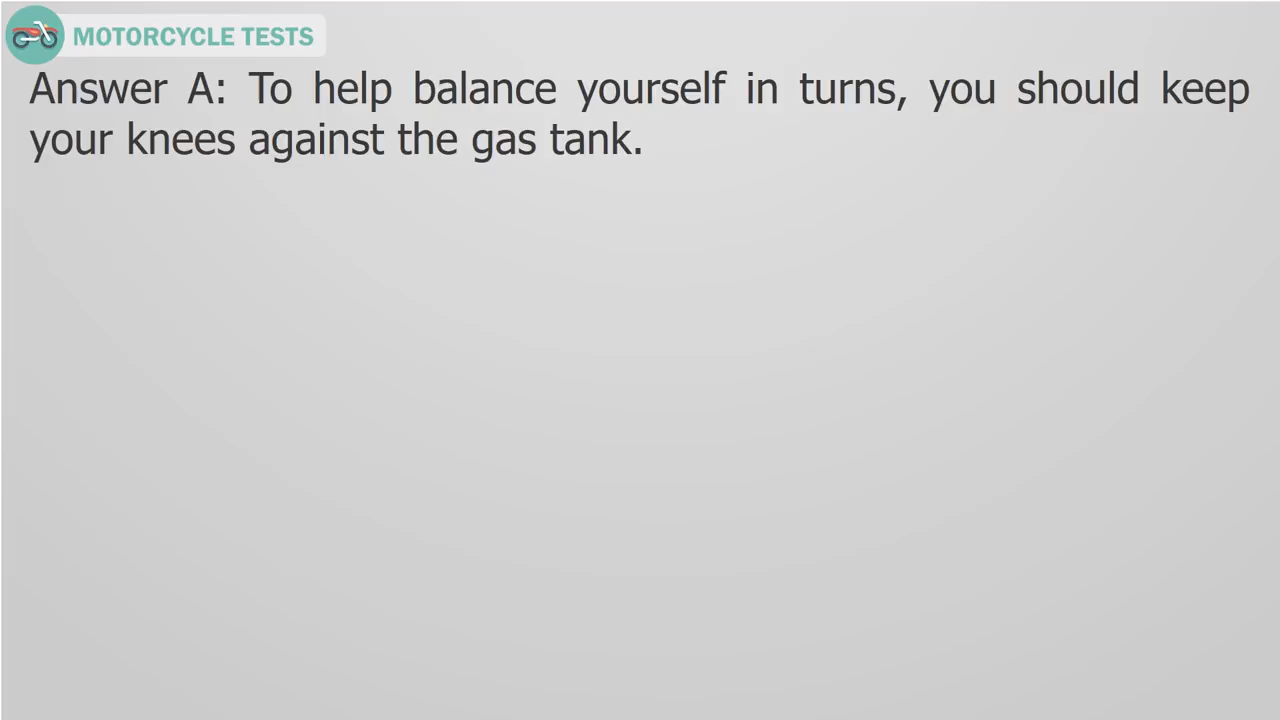 MOTORCYCLE TESTS
Answer A: To help balance yourself in turns, you should keep
your knees against the gas tank.